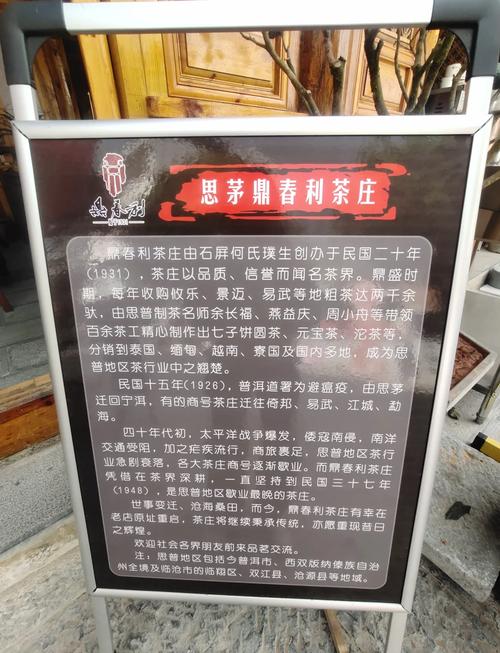 鼎春利
思茅鼎春利茶庄
鼎春利茶庄由石屏何氏璞生创办于民国二十年
(1931)，茶庄以品质、信誉而闻名茶界。鼎盛时
期，每年收购攸乐、景迈、易武等地粗茶达两千余
驮，由思普制茶名师余长福、燕益庆、周小舟等带领
百余茶工精心制作出七子饼圆茶、元宝茶、沱茶等，
分销到泰国、缅甸、越南、寮国及国内多地，成为思
普地区茶行业中之翘楚。
民国十五年(1926)，普洱道署为避瘟疫，由思茅
迁回宁洱，有的商号茶庄迁往倚邦、易武、江城、勐
海。
四十年代初，太平洋战争爆发，倭寇南侵，南洋
交通受阻，加之疟疾流行，商旅裹足，思普地区茶行
业急剧衰落，名大茶庄商号逐渐歇业。而鼎春利茶庄
凭借在茶界深耕，一直坚持到民国三十七年
(1948)，是思普地区歇业最晚的茶庄。
世事变迁、沧海桑田，而今，鼎春利茶庄有幸在
老店原址重启，茶庄将继续秉承传统，亦愿重现昔日
之辉煌。
欢迎社会各界朋友前来品茗交流。
注：思普地区包括今普洱市、西双版纳傣族自治
州全境及临沧市的临翔区、双江县、沧源县等地域。